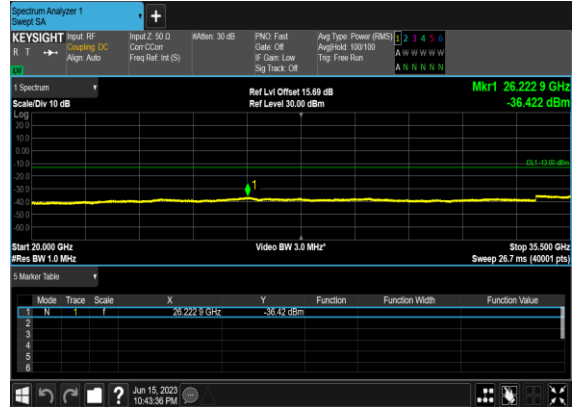 Spectrum Analyzer 1
Swept SA
+
KEYSIGHT
R T
LW
Input: RF
Coupling: DC
Align: Auto
Input Z: 50 Ω
Corr CCorr
Freq Ref: Int (S)
#Atten: 30 dB
PNO: Fast
Gate: Off
IF Gain: Low
Sig Track: Off
Avg Type: Power (RMS)
Avg|Hold: 100/100
Trig: Free Run
1 2 3 4 5 6
A W W W W W
A N N N N N
1 Spectrum
Scale/Div 10 dB
Ref Lvl Offset 15.69 dB
Ref Level 30.00 dBm
Mkr1 26.222 9 GHz
-36.422 dBm
Log
20.0
10.0
0.00
-10.0
DL1 -13.00 dBm
-20.0
1
-30.0
-40.0
-50.0
-60.0
Start 20.000 GHz
#Res BW 1.0 MHz
Video BW 3.0 MHz*
Stop 35.500 GHz
Sweep 26.7 ms (40001 pts)
5 Marker Table
Mode Trace Scale X Y Function Function Width Function Value
1 N 1 f 26.222 9 GHz -36.42 dBm
2
3
4
5
6
?
Jun 15, 2023
10:43:36 PM